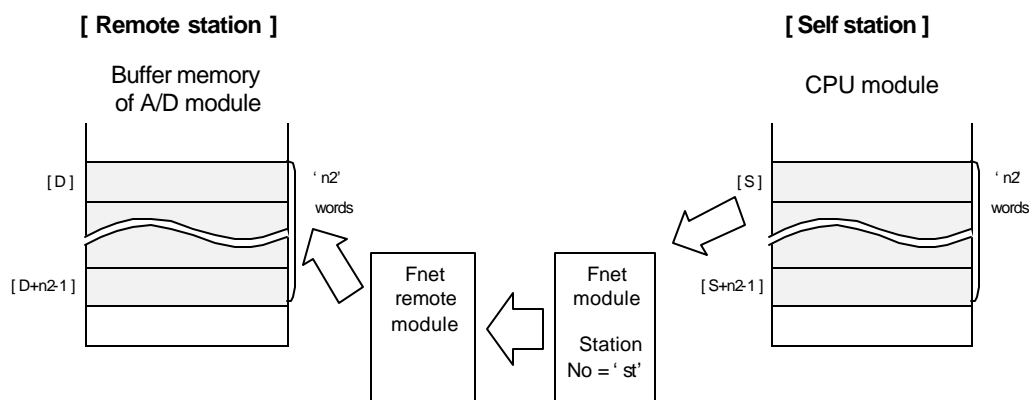 [ Remote station ]
[ Self station ]
Buffer memory
of A/D module
CPU module
[ D ]
‘ n2’
words
[ D+n2-1 ]
Fnet
remote
module
Fnet
module
Station
No = ‘ st’
[ S ]
‘ n2’
words
[ S+n2-1 ]